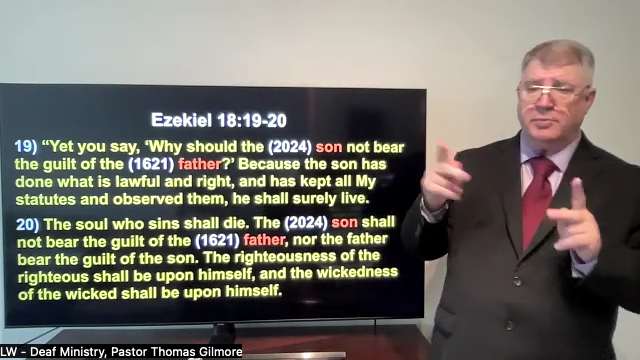 Ezekiel 18:19-20
19) “Yet you say, ‘Why should the (2024) son not bear
the guilt of the (1621) father?’ Because the son has
done what is lawful and right, and has kept all My
statutes and observed them, he shall surely live.
20) The soul who sins shall die. The (2024) son shall
not bear the guilt of the (1621) father, nor the father
bear the guilt of the son. The righteousness of the
righteous shall be upon himself, and the wickedness
of the wicked shall be upon himself.
LW - Deaf Ministry, Pastor Thomas Gilmore